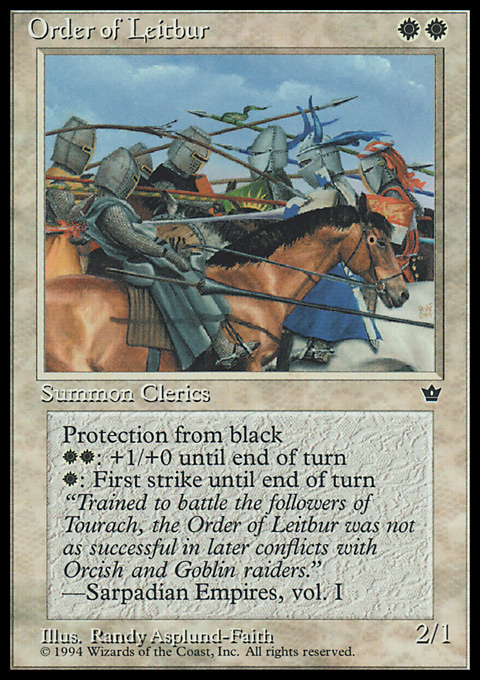 Order of Leitbur
Summon Clerics
Protection from black
: +1/+0 until end of turn
: First strike until end of turn
“Trained to battle the followers of
Tourach, the Order of Leitbur was not
as successful in later conflicts with
Orcish and Goblin raiders.”
—Sarpadian Empires, vol. I
Illus. Randy Asplund-Faith
2/1
© 1994 Wizards of the Coast, Inc. All rights reserved.